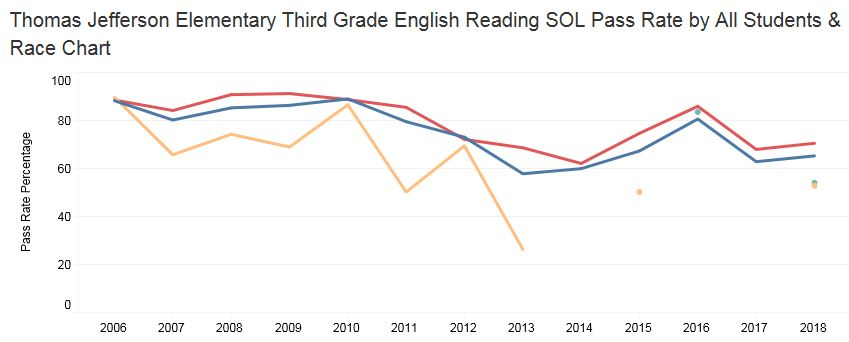 Thomas Jefferson Elementary Third Grade English Reading SOL Pass Rate by All Students &
Race Chart
Pass Rate Percentage
100
80
60
40
20
0
2006 2007 2008 2009 2010 2011 2012 2013 2014 2015 2016 2017 2018